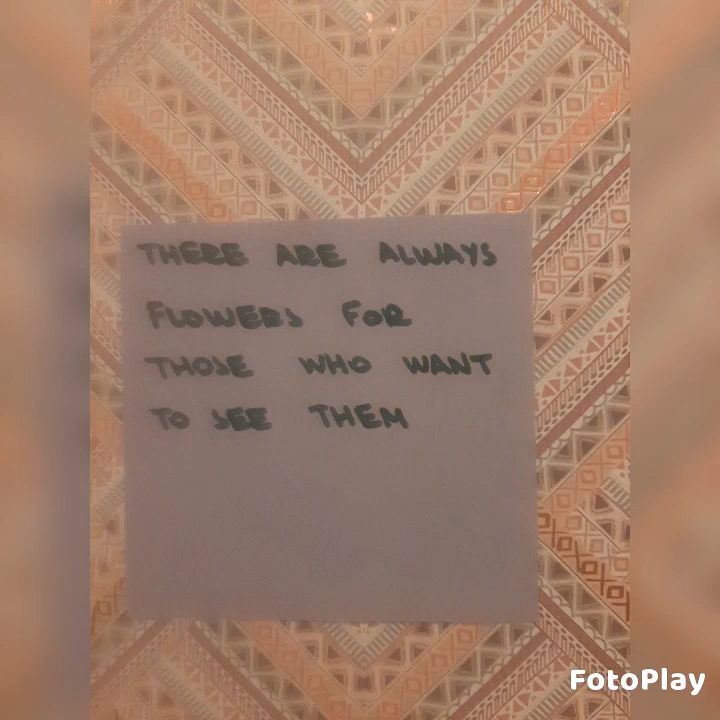 THERE ARE ALWAYS
FLOWERS FOR
THOSE WHO WANT
TO SEE THEM
FotoPlay